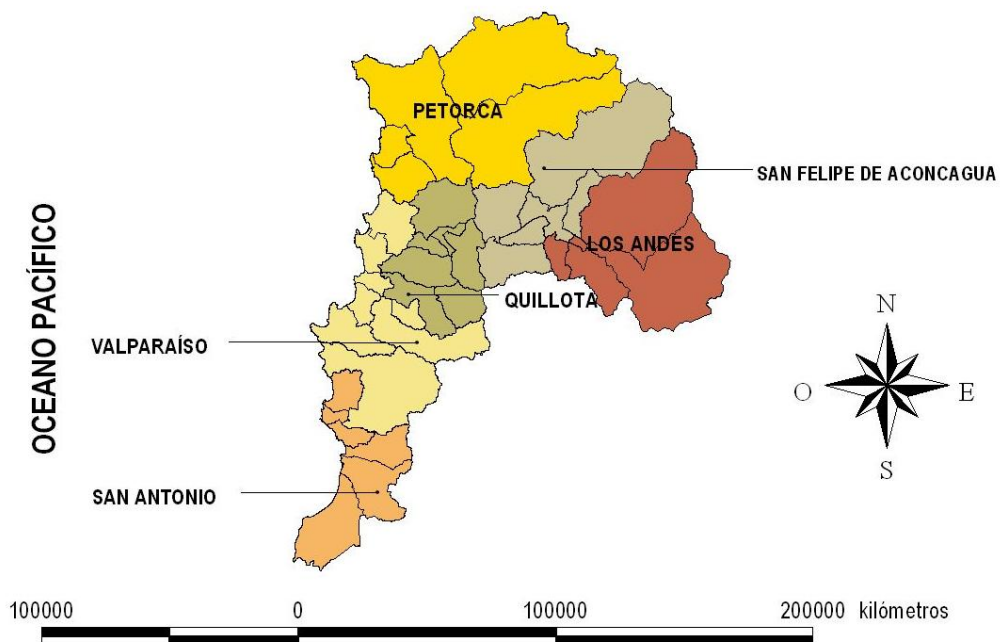 PETORCA
SAN FELIPE DE ACONCAGUA
OCEANO PACÍFICO
LOS ANDES
QUILLOTA
N
VALPARAÍSO
O
E
S
SAN ANTONIO
100000 0 100000 200000 kilómetros